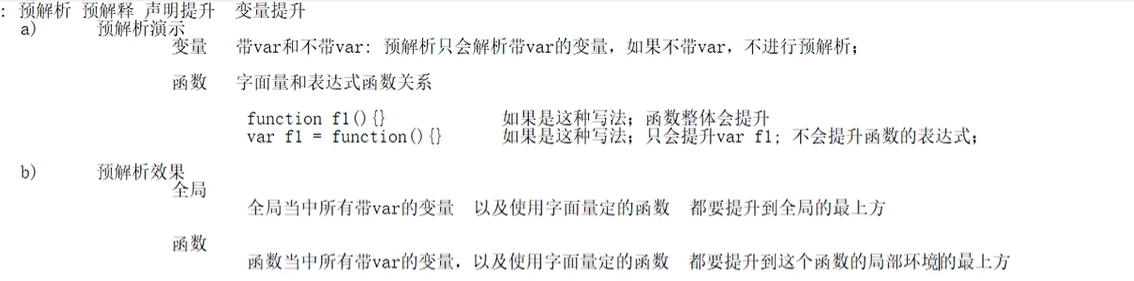 : 预解析 预解释 声明提升 变量提升
a) 预解析演示
变量 带var和不带var: 预解析只会解析带var的变量，如果不带var，不进行预解析；
函数 字面量和表达式函数关系
function f1(){} 如果是这种写法；函数整体会提升
var f1 = function(){} 如果是这种写法；只会提升var f1; 不会提升函数的表达式；
b) 预解析效果
全局
全局当中所有带var的变量 以及使用字面量定的函数 都要提升到全局的最上方
函数
函数当中所有带var的变量，以及使用字面量定的函数 都要提升到这个函数的局部环境的最上方